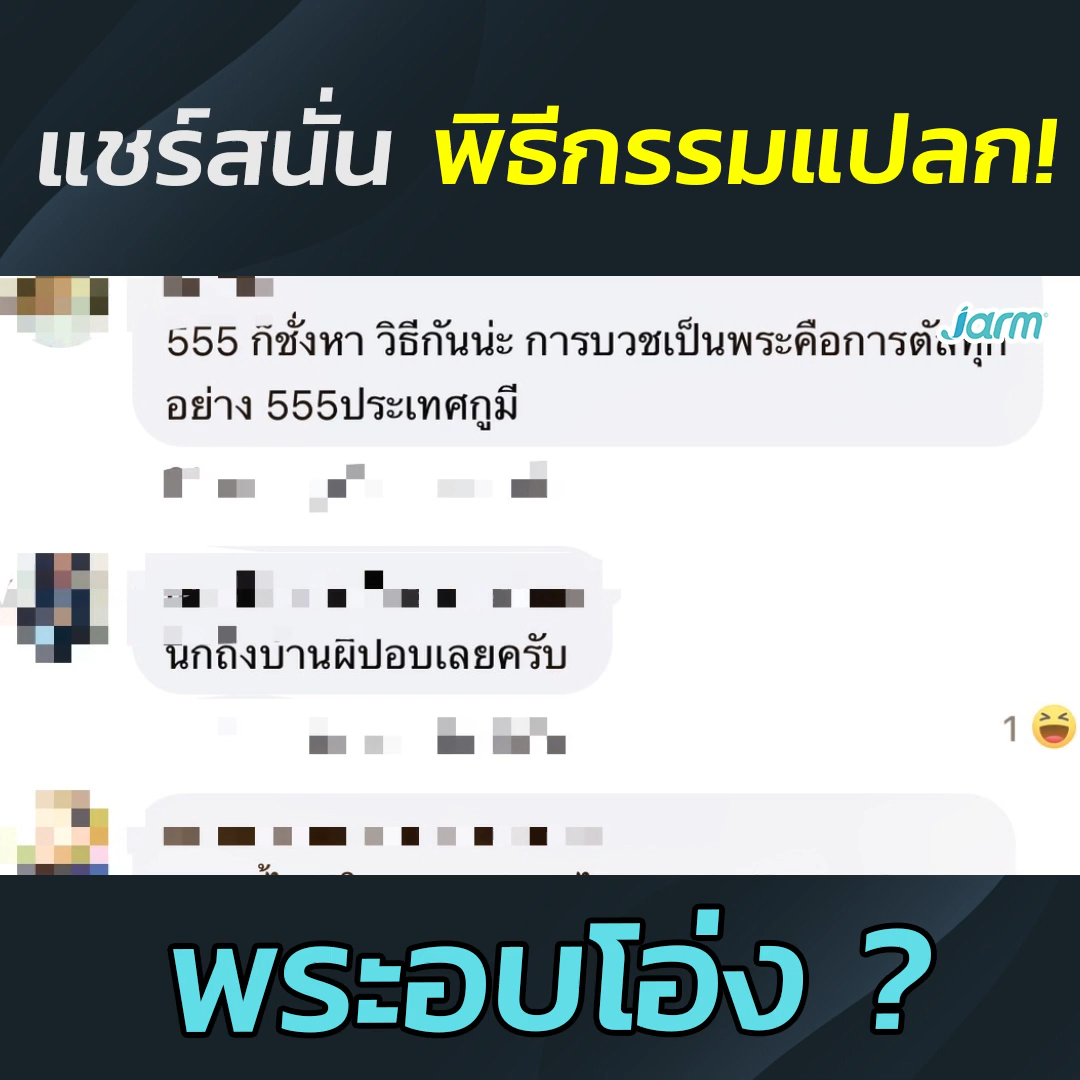 แชร์สนั่น พิธีกรรมแปลก!
jarm
555 ก็ชั่งหา วิธีกันน่ะ การบวชเป็นพระคือการตัดทุก
อย่าง 555ประเทศกูมี
นึกถึงบ้านผีปอบเลยครับ
1
พระอบโอ่ง ?